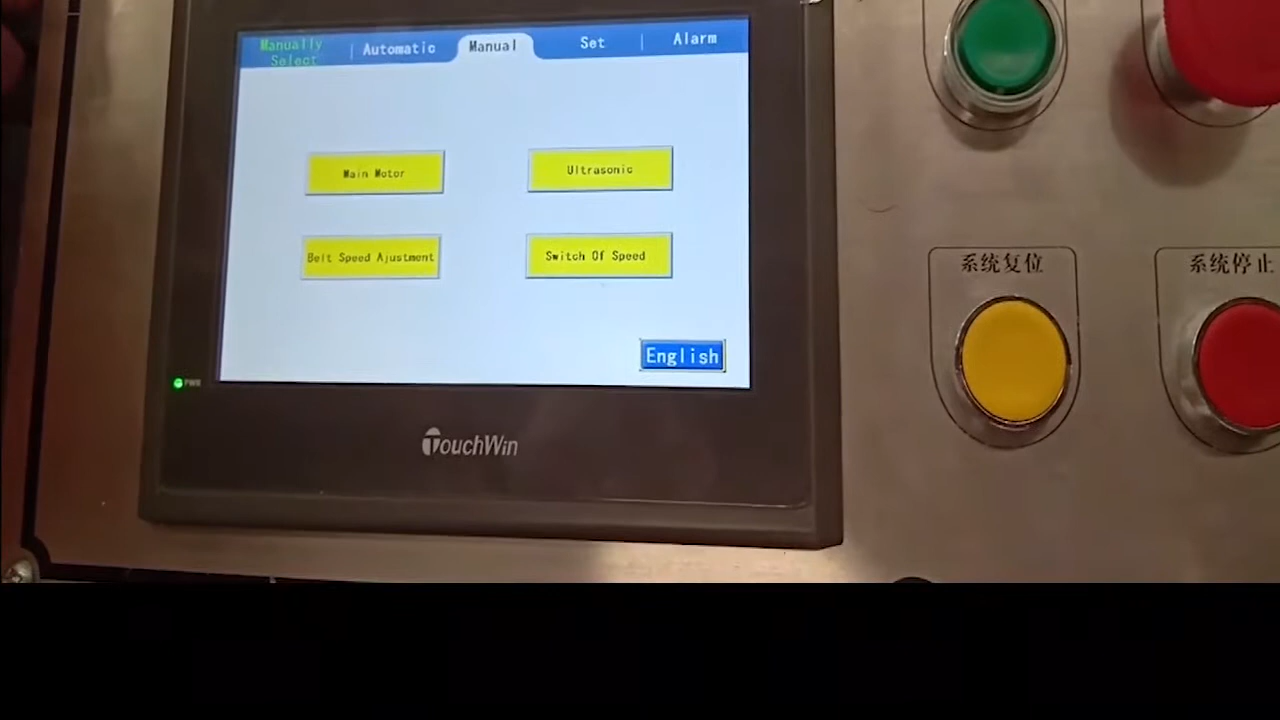 Manually
Select
Automatic
Manual
Set
Alarm
Main Motor
Ultrasonic
Belt Speed Ajustment
Switch Of Speed
English
PWR
TouchWin
系统复位
系统停止